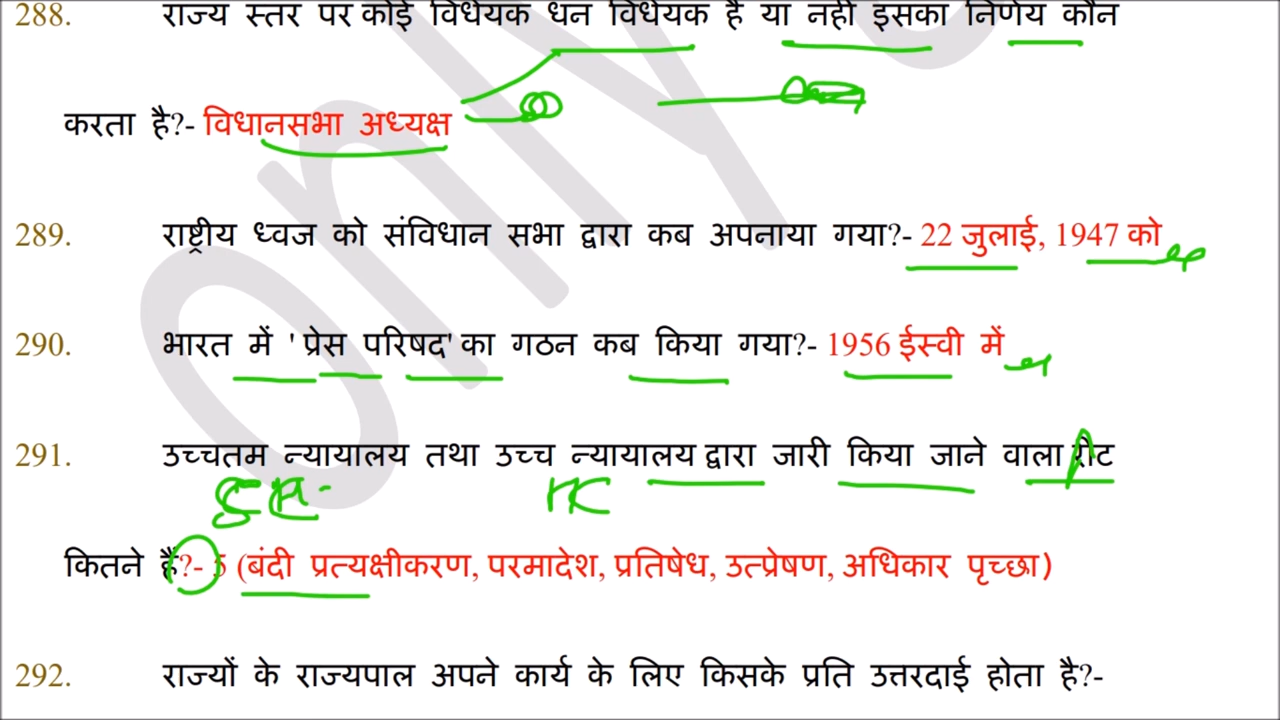 288. राज्य स्तर पर कोई विधेयक धन विधेयक है या नहीं इसका निर्णय कौन
करता है?- विधानसभा अध्यक्ष
289. राष्ट्रीय ध्वज को संविधान सभा द्वारा कब अपनाया गया?- 22 जुलाई, 1947 को
290. भारत में 'प्रेस परिषद' का गठन कब किया गया?- 1956 ईस्वी में
291. उच्चतम न्यायालय तथा उच्च न्यायालय द्वारा जारी किया जाने वाला रीट
HC
कितने हैं?- 5 (बंदी प्रत्यक्षीकरण, परमादेश, प्रतिषेध, उत्प्रेषण, अधिकार पृच्छा)
292. राज्यों के राज्यपाल अपने कार्य के लिए किसके प्रति उत्तरदाई होता है?-
only